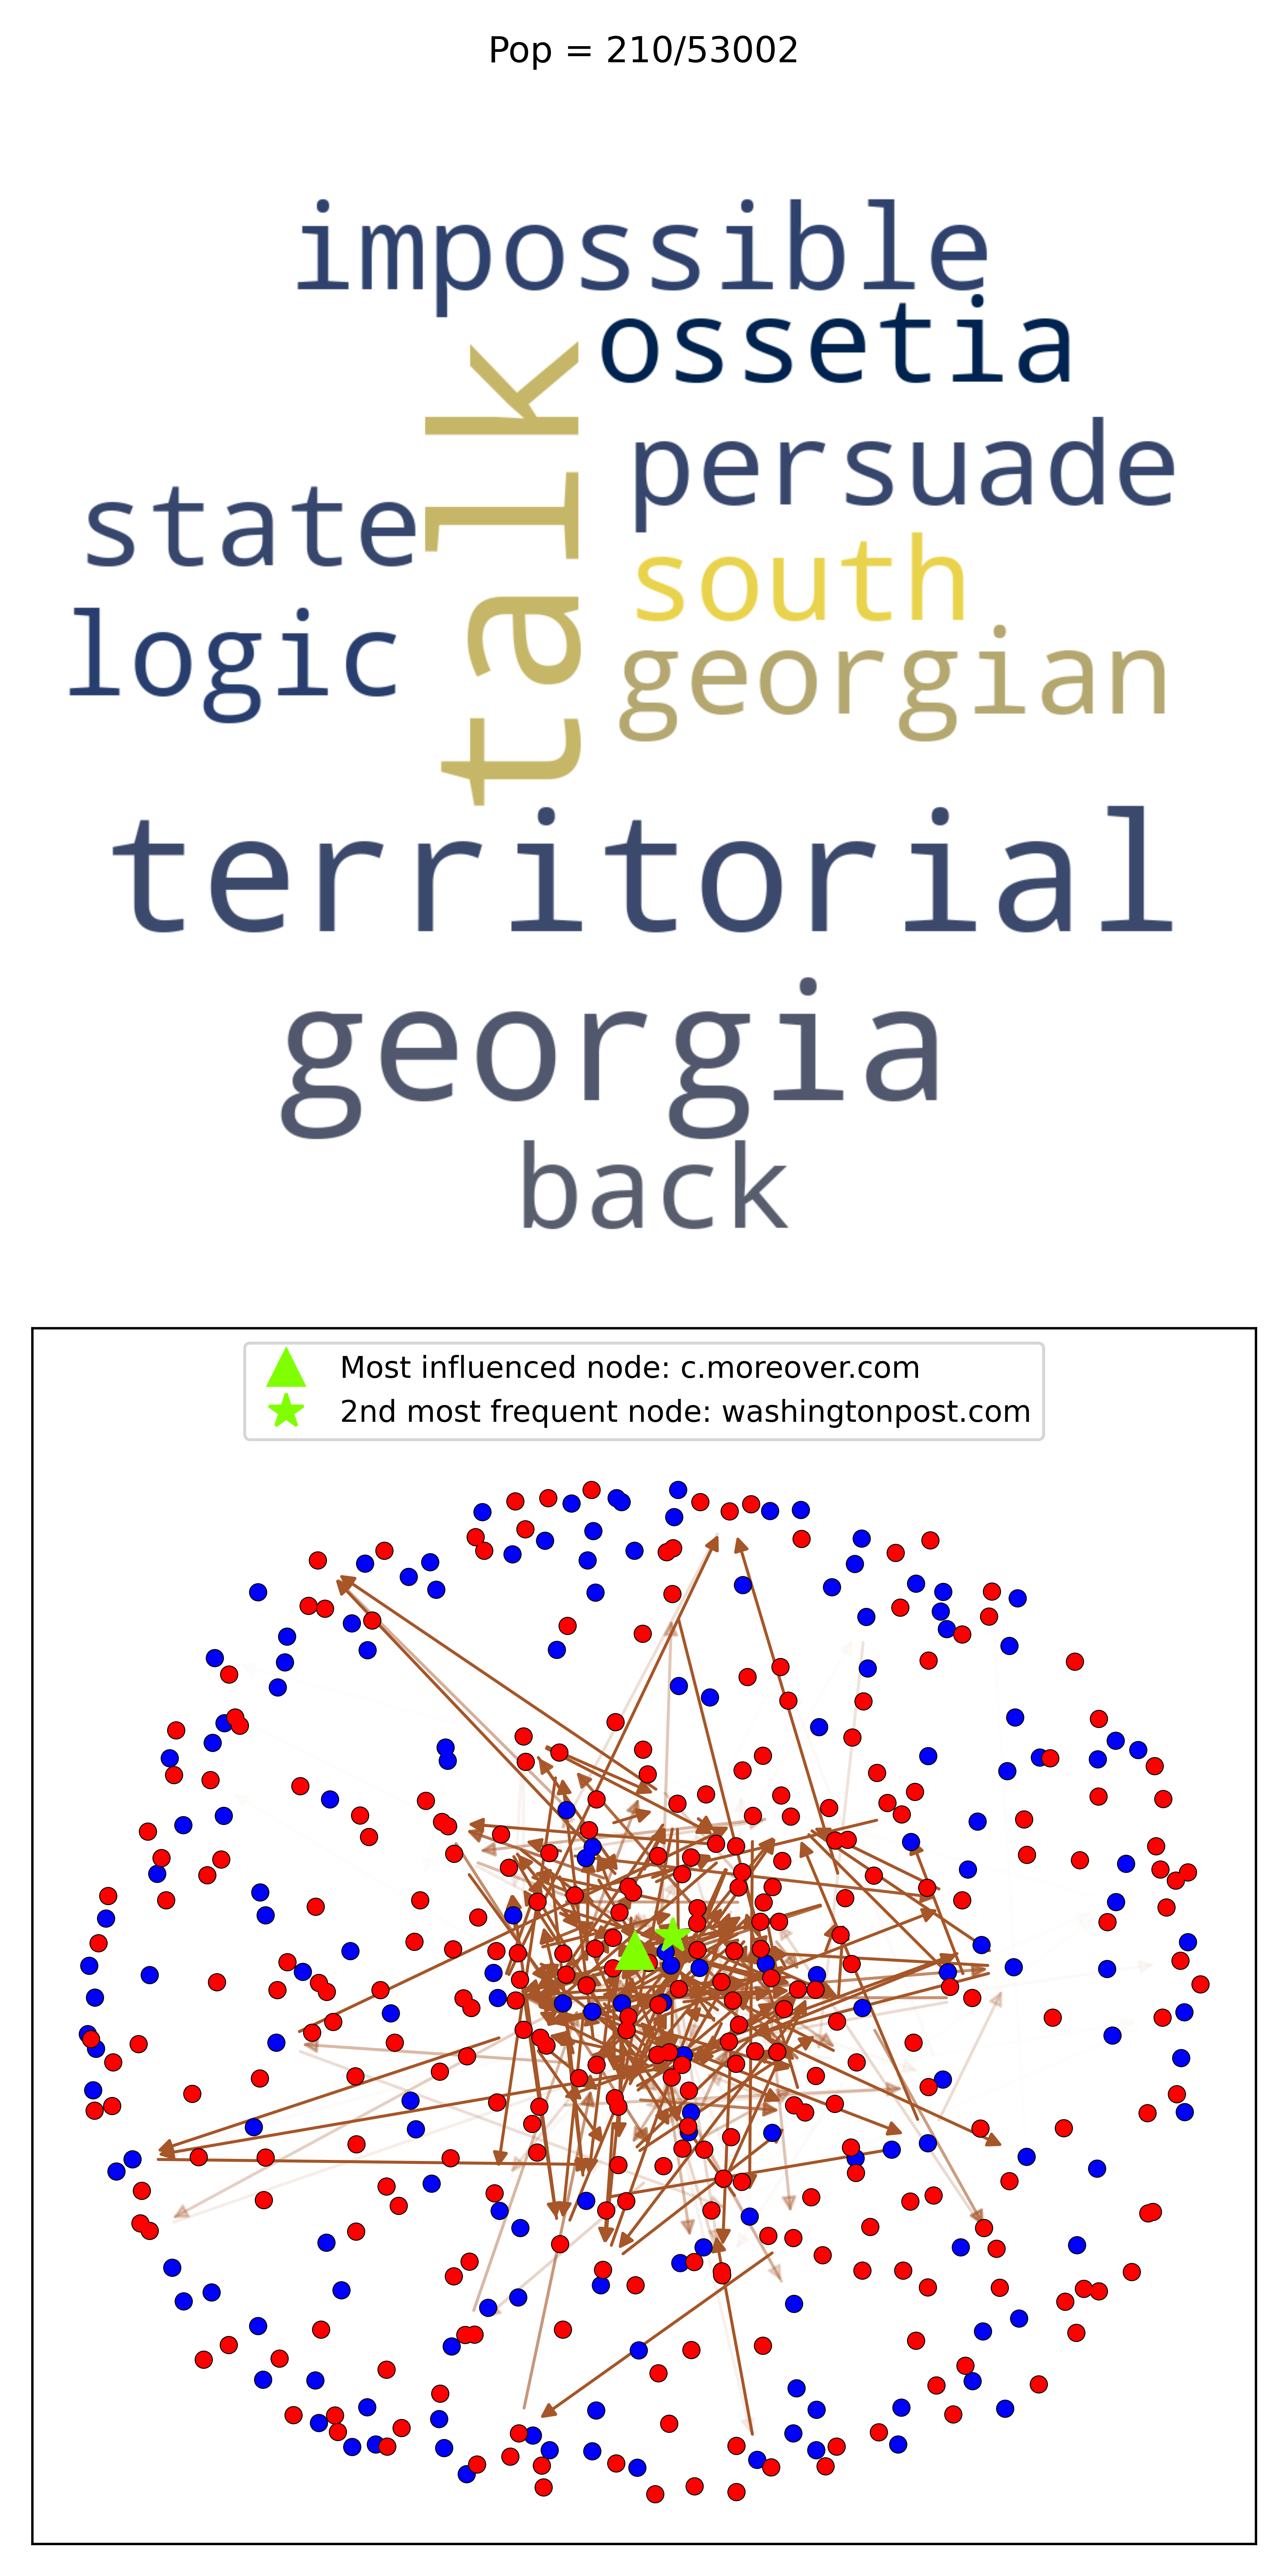 Pop = 210/53002
impossible
ossetia
talk
persuade
state
south
logic
georgian
territorial
georgia
back
Most influenced node: c.moreover.com
2nd most frequent node: washingtonpost.com